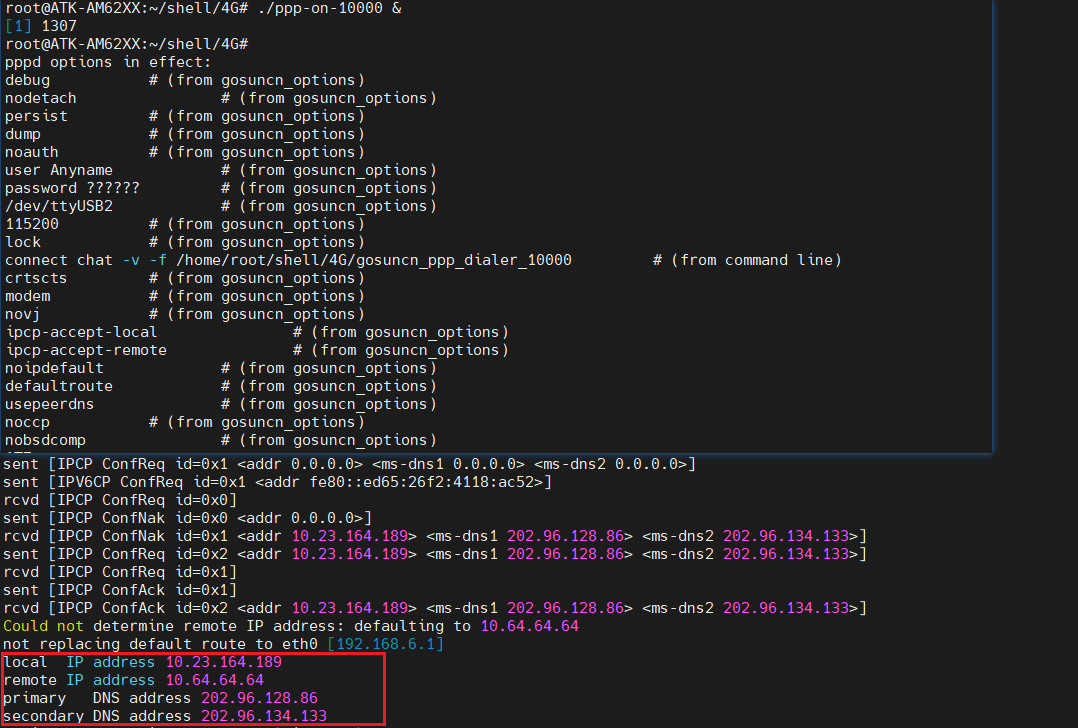 root@ATK-AM62XX:~/shell/4G# ./ppp-on-10000 &
[1] 1307
root@ATK-AM62XX:~/shell/4G#
pppd options in effect:
debug           # (from gosuncn_options)
nodetach                # (from gosuncn_options)
persist         # (from gosuncn_options)
dump            # (from gosuncn_options)
noauth          # (from gosuncn_options)
user Anyname            # (from gosuncn_options)
password ??????         # (from gosuncn_options)
/dev/ttyUSB2            # (from gosuncn_options)
115200          # (from gosuncn_options)
lock            # (from gosuncn_options)
connect chat -v -f /home/root/shell/4G/gosuncn_ppp_dialer_10000         # (from command line)
crtscts         # (from gosuncn_options)
modem           # (from gosuncn_options)
novj            # (from gosuncn_options)
ipcp-accept-local               # (from gosuncn_options)
ipcp-accept-remote              # (from gosuncn_options)
noipdefault             # (from gosuncn_options)
defaultroute            # (from gosuncn_options)
usepeerdns              # (from gosuncn_options)
noccp           # (from gosuncn_options)
nobsdcomp               # (from gosuncn_options)
sent [IPCP ConfReq id=0x1 <addr 0.0.0.0> <ms-dns1 0.0.0.0> <ms-dns2 0.0.0.0>]
sent [IPV6CP ConfReq id=0x1 <addr fe80::ed65:26f2:4118:ac52>]
rcvd [IPCP ConfReq id=0x0]
sent [IPCP ConfNak id=0x0 <addr 0.0.0.0>]
rcvd [IPCP ConfNak id=0x1 <addr 10.23.164.189> <ms-dns1 202.96.128.86> <ms-dns2 202.96.134.133>]
sent [IPCP ConfReq id=0x2 <addr 10.23.164.189> <ms-dns1 202.96.128.86> <ms-dns2 202.96.134.133>]
rcvd [IPCP ConfReq id=0x1]
sent [IPCP ConfAck id=0x1]
rcvd [IPCP ConfAck id=0x2 <addr 10.23.164.189> <ms-dns1 202.96.128.86> <ms-dns2 202.96.134.133>]
Could not determine remote IP address: defaulting to 10.64.64.64
not replacing default route to eth0 [192.168.6.1]
local  IP address 10.23.164.189
remote IP address 10.64.64.64
primary   DNS address 202.96.128.86
secondary DNS address 202.96.134.133